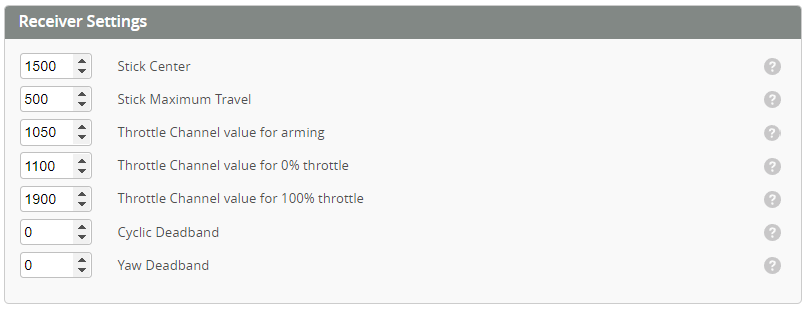 Receiver Settings
1500 Stick Center ?
500 Stick Maximum Travel ?
1050 Throttle Channel value for arming ?
1100 Throttle Channel value for 0% throttle ?
1900 Throttle Channel value for 100% throttle ?
0 Cyclic Deadband ?
0 Yaw Deadband ?